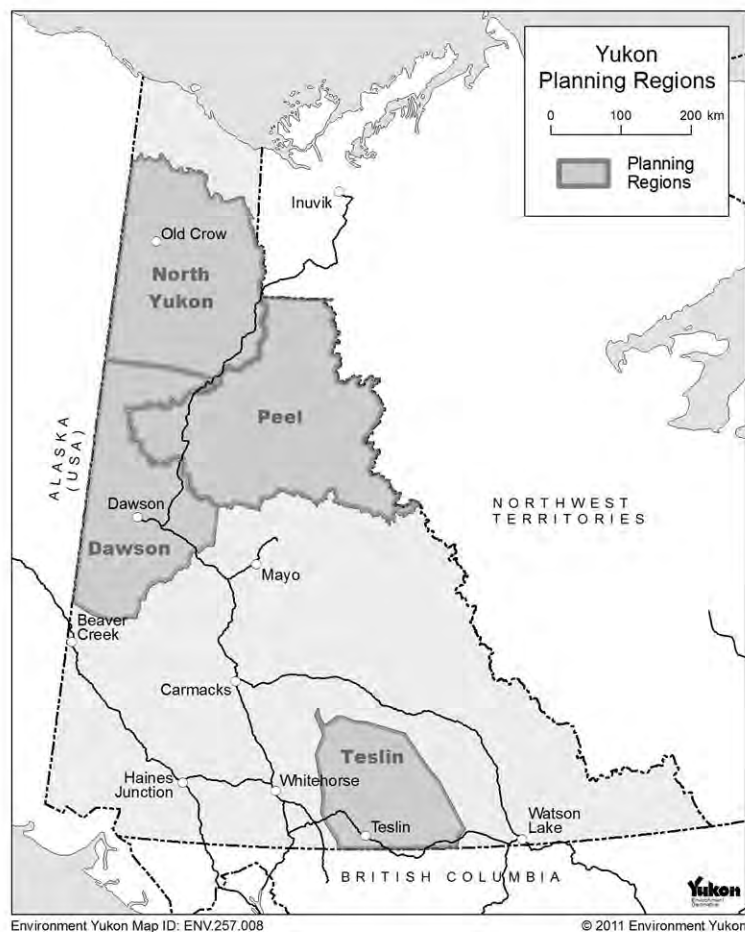 Yukon
Planning Regions
0 100 200 km
Planning
Regions
Inuvik
Old Crow
North
Yukon
Peel
ALASKA
(USA)
NORTHWEST
TERRITORIES
Dawson
Dawson
Mayo
Beaver
Creek
Carmacks
Teslin
Haines
Junction
Whitehorse
Teslin
Watson
Lake
BRITISH COLUMBIA
Yukon
Environment Yukon Map ID: ENV.257.008
© 2011 Environment Yukon